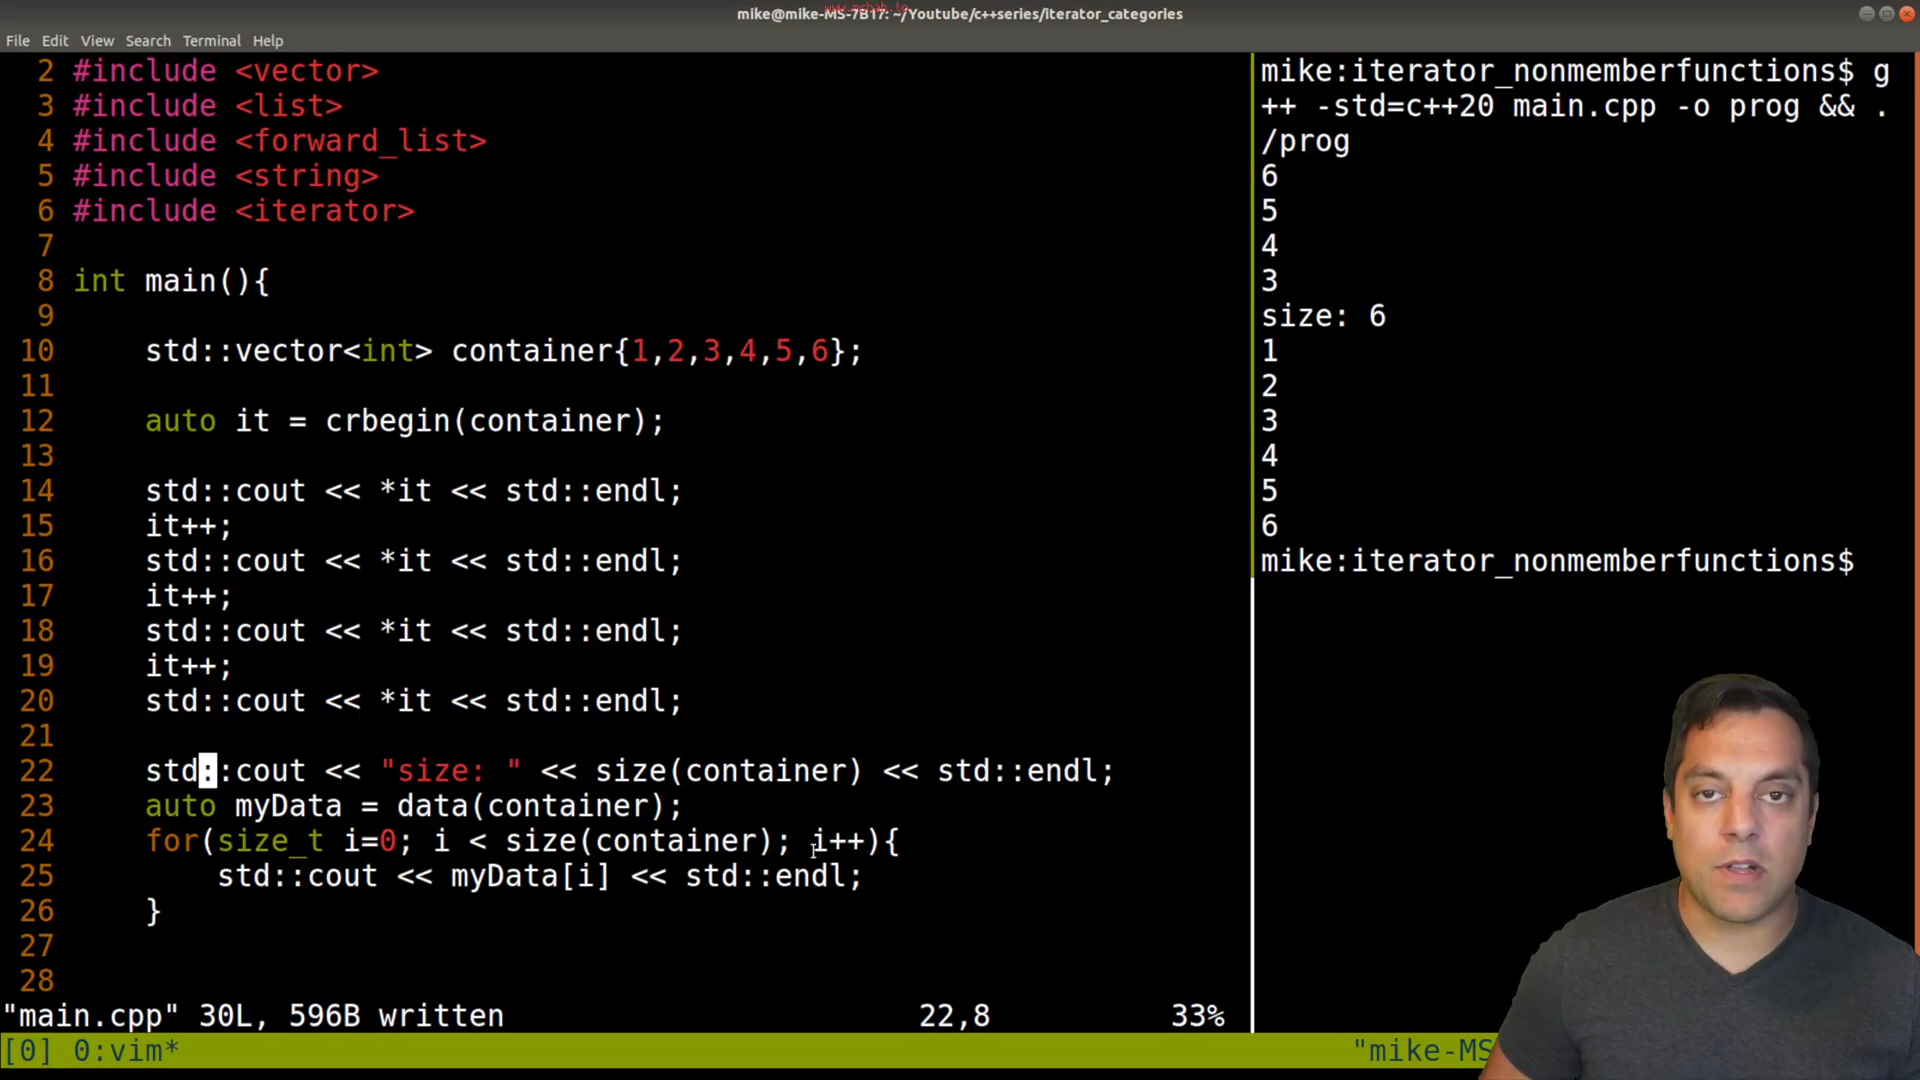 www.mshah.io
mike@mike-MS-7B17: ~/Youtube/c++series/iterator_categories
File Edit View Search Terminal Help
2 #include <vector>
3 #include <list>
4 #include <forward_list>
5 #include <string>
6 #include <iterator>
7
8 int main(){
9
10 std::vector<int> container{1,2,3,4,5,6};
11
12 auto it = crbegin(container);
13
14 std::cout << *it << std::endl;
15 it++;
16 std::cout << *it << std::endl;
17 it++;
18 std::cout << *it << std::endl;
19 it++;
20 std::cout << *it << std::endl;
21
22 std::cout << "size: " << size(container) << std::endl;
23 auto myData = data(container);
24 for(size_t i=0; i < size(container); i++){
25 std::cout << myData[i] << std::endl;
26 }
27
28
"main.cpp" 30L, 596B written 22,8 33%
[0] 0:vim* "mike-MS
mike:iterator_nonmemberfunctions$ g
++ -std=c++20 main.cpp -o prog && .
/prog
6
5
4
3
size: 6
1
2
3
4
5
6
mike:iterator_nonmemberfunctions$